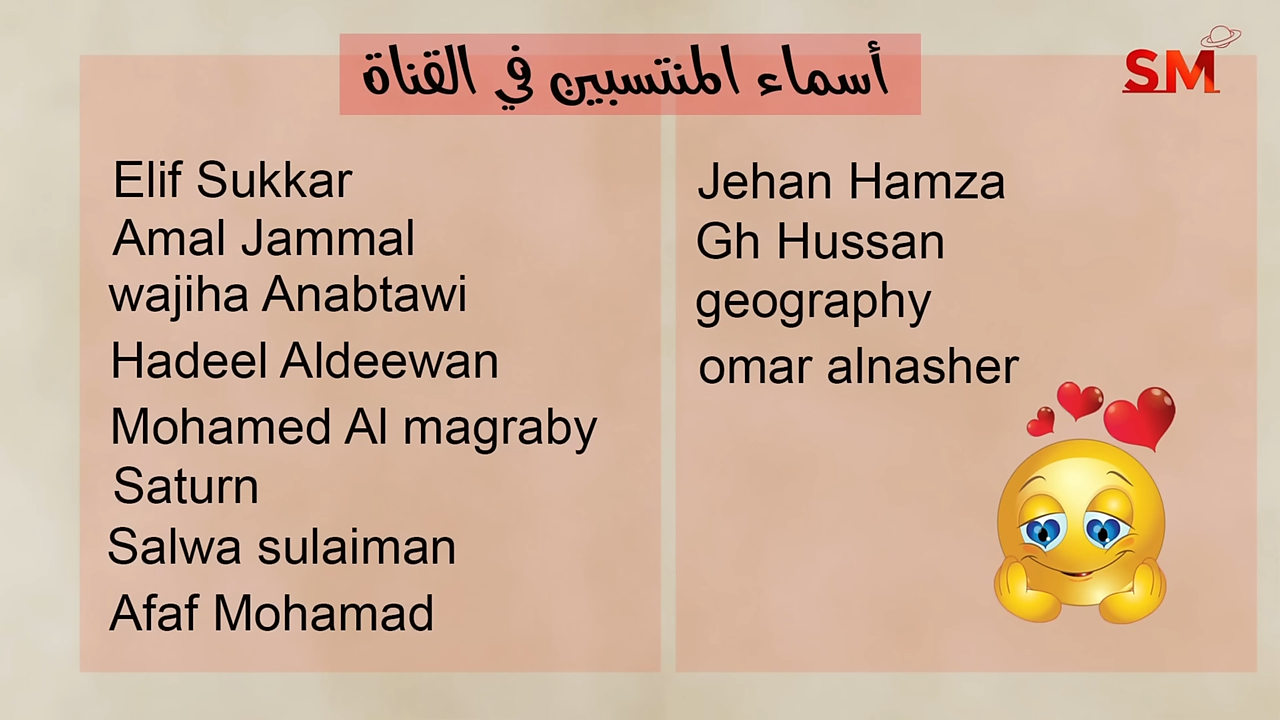 أسماء المنتسبين في القناة
SM
Elif Sukkar
Amal Jammal
wajiha Anabtawi
Hadeel Aldeewan
Mohamed Al magraby
Saturn
Salwa sulaiman
Afaf Mohamad
Jehan Hamza
Gh Hussan
geography
omar alnasher